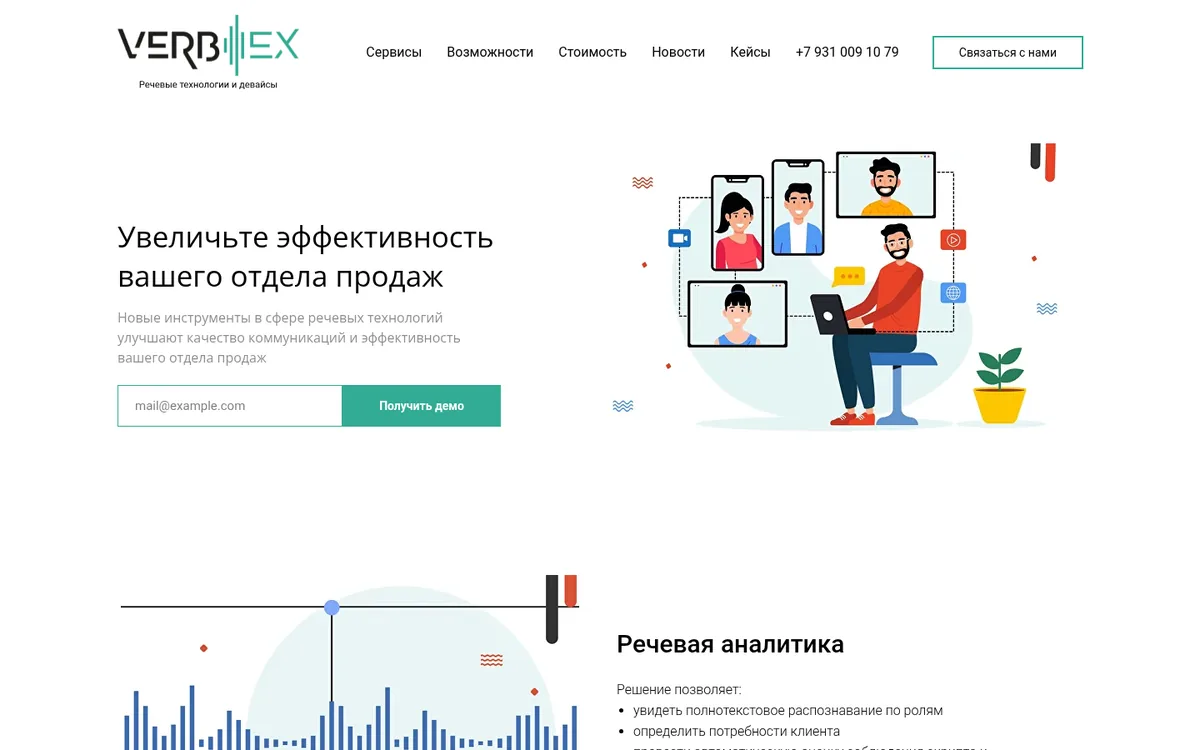 VERBEX
Речевые технологии и девайсы
Сервисы
Возможности
Стоимость
Новости
Кейсы
+7 931 009 10 79
Связаться с нами
Увеличьте эффективность
вашего отдела продаж
Новые инструменты в сфере речевых технологий
улучшают качество коммуникаций и эффективность
вашего отдела продаж
mail@example.com
Получить демо
Речевая аналитика
Решение позволяет:
увидеть полнотекстовое распознавание по ролям
определить потребности клиента